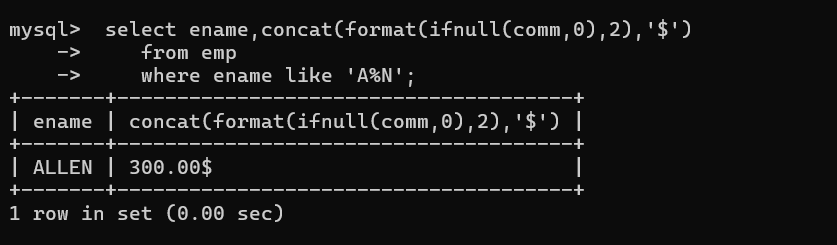 mysql>  select ename,concat(format(ifnull(comm,0),2),'$')
    ->     from emp
    ->     where ename like 'A%N';
+-------+--------------------------------------+
| ename | concat(format(ifnull(comm,0),2),'$') |
+-------+--------------------------------------+
| ALLEN | 300.00$                              |
+-------+--------------------------------------+
1 row in set (0.00 sec)